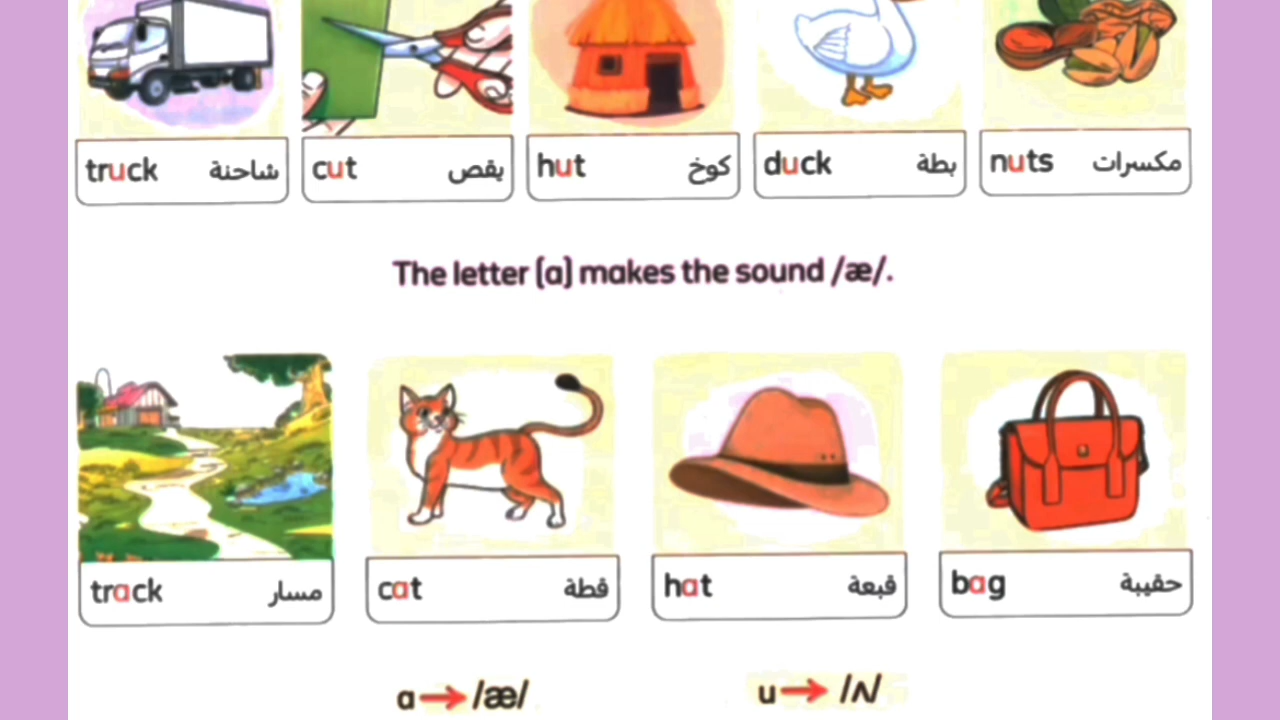 truck شاحنة
cut يقص
hut كوخ
duck بطة
nuts مكسرات
The letter (a) makes the sound /æ/.
track مسار
cat قطة
hat قبعة
bag حقيبة
a → /æ/
u → /ʌ/